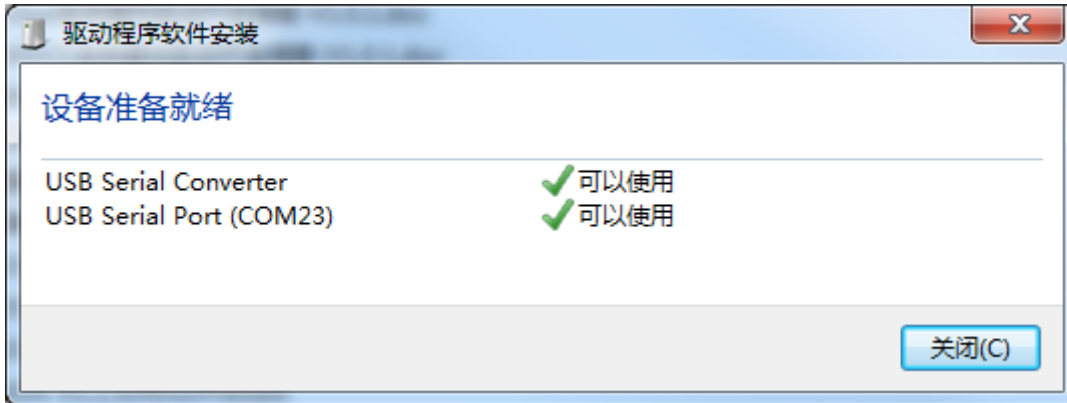 驱动程序软件安装
设备准备就绪
USB Serial Converter 可以使用
USB Serial Port (COM23) 可以使用
关闭(C)